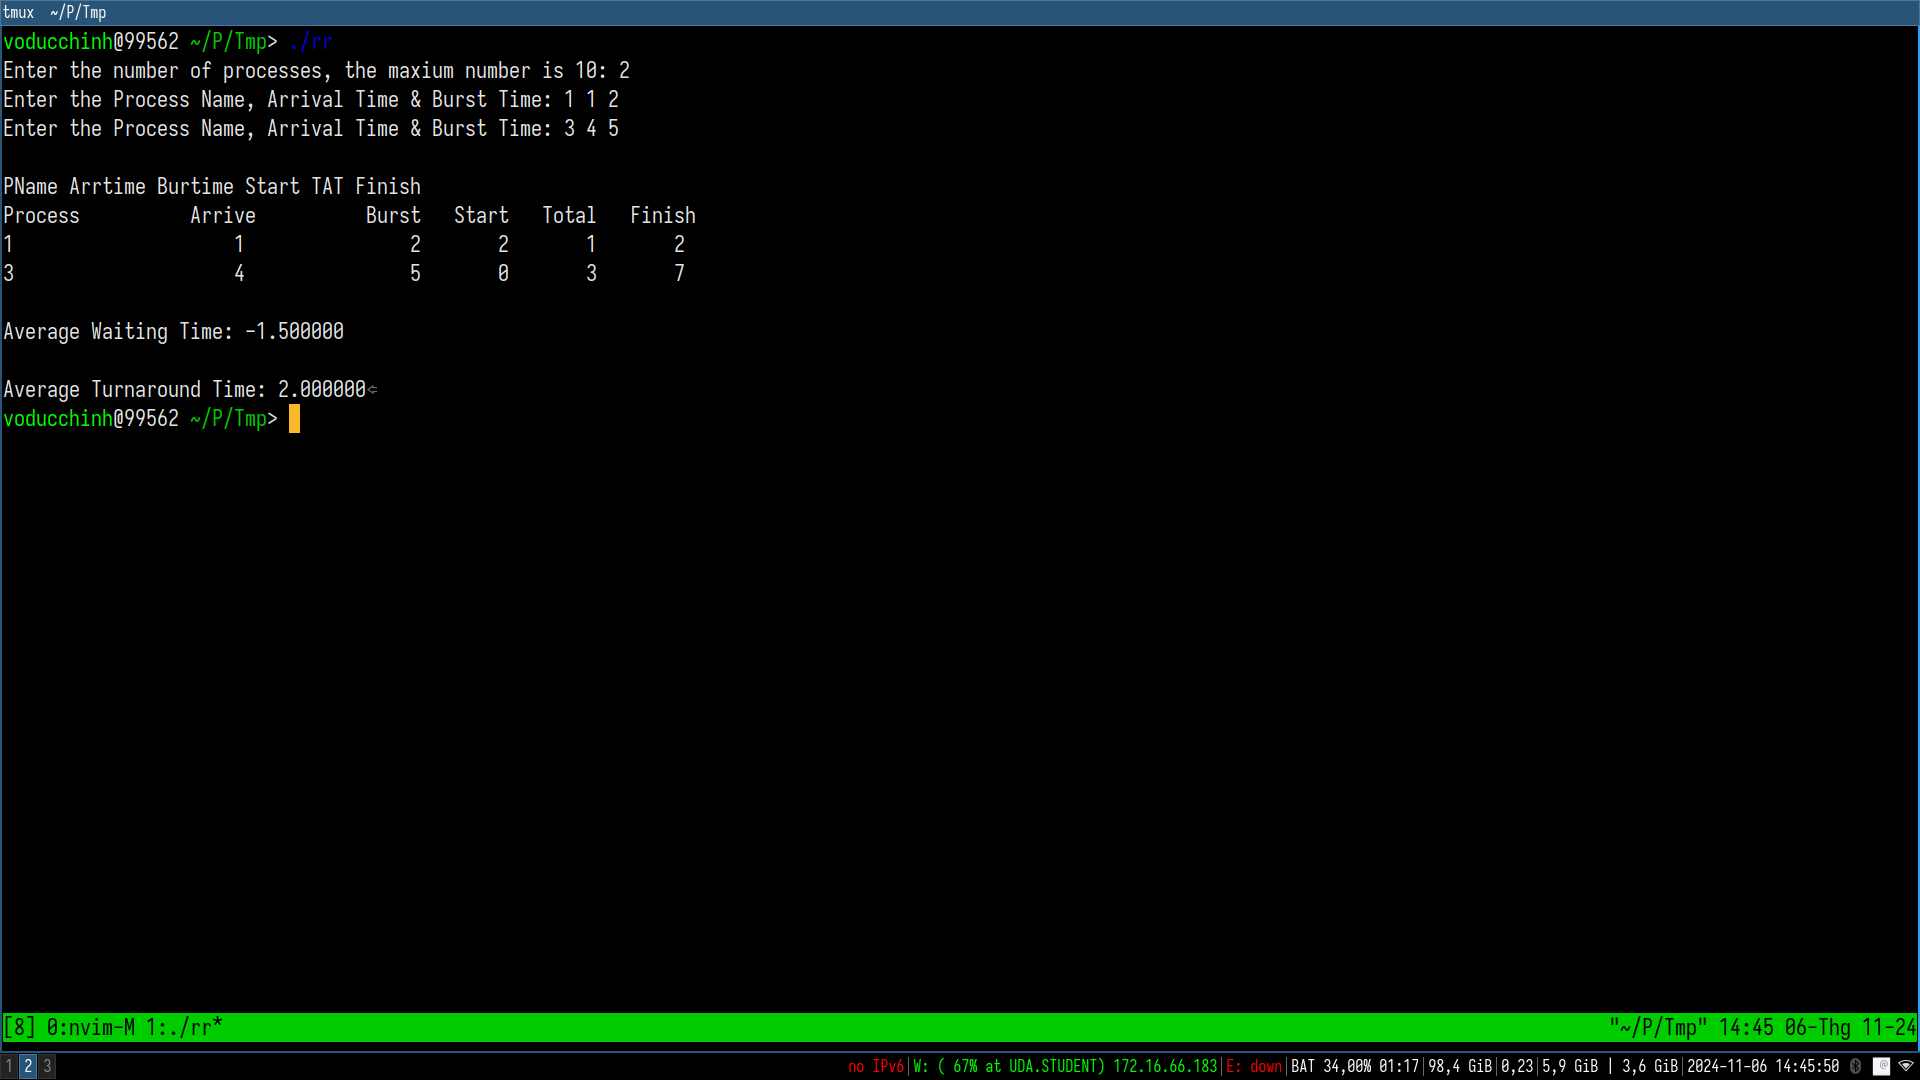 tmux  ~/P/Tmp
voducchinh@99562 ~/P/Tmp> ./rr
Enter the number of processes, the maxium number is 10: 2
Enter the Process Name, Arrival Time & Burst Time: 1 1 2
Enter the Process Name, Arrival Time & Burst Time: 3 4 5
PName Arrtime Burtime Start TAT Finish
Process          Arrive          Burst   Start   Total   Finish
1                    1               2       2       1       2
3                    4               5       0       3       7
Average Waiting Time: -1.500000
Average Turnaround Time: 2.000000
voducchinh@99562 ~/P/Tmp>
[8] 0:nvim-M 1:./rr*
"~/P/Tmp" 14:45 06-Thg 11-24
1 2 3
no IPv6|W: ( 67% at UDA.STUDENT) 172.16.66.183|E: down|BAT 34,00% 01:17|98,4 GiB|0,23|5,9 GiB | 3,6 GiB|2024-11-06 14:45:50